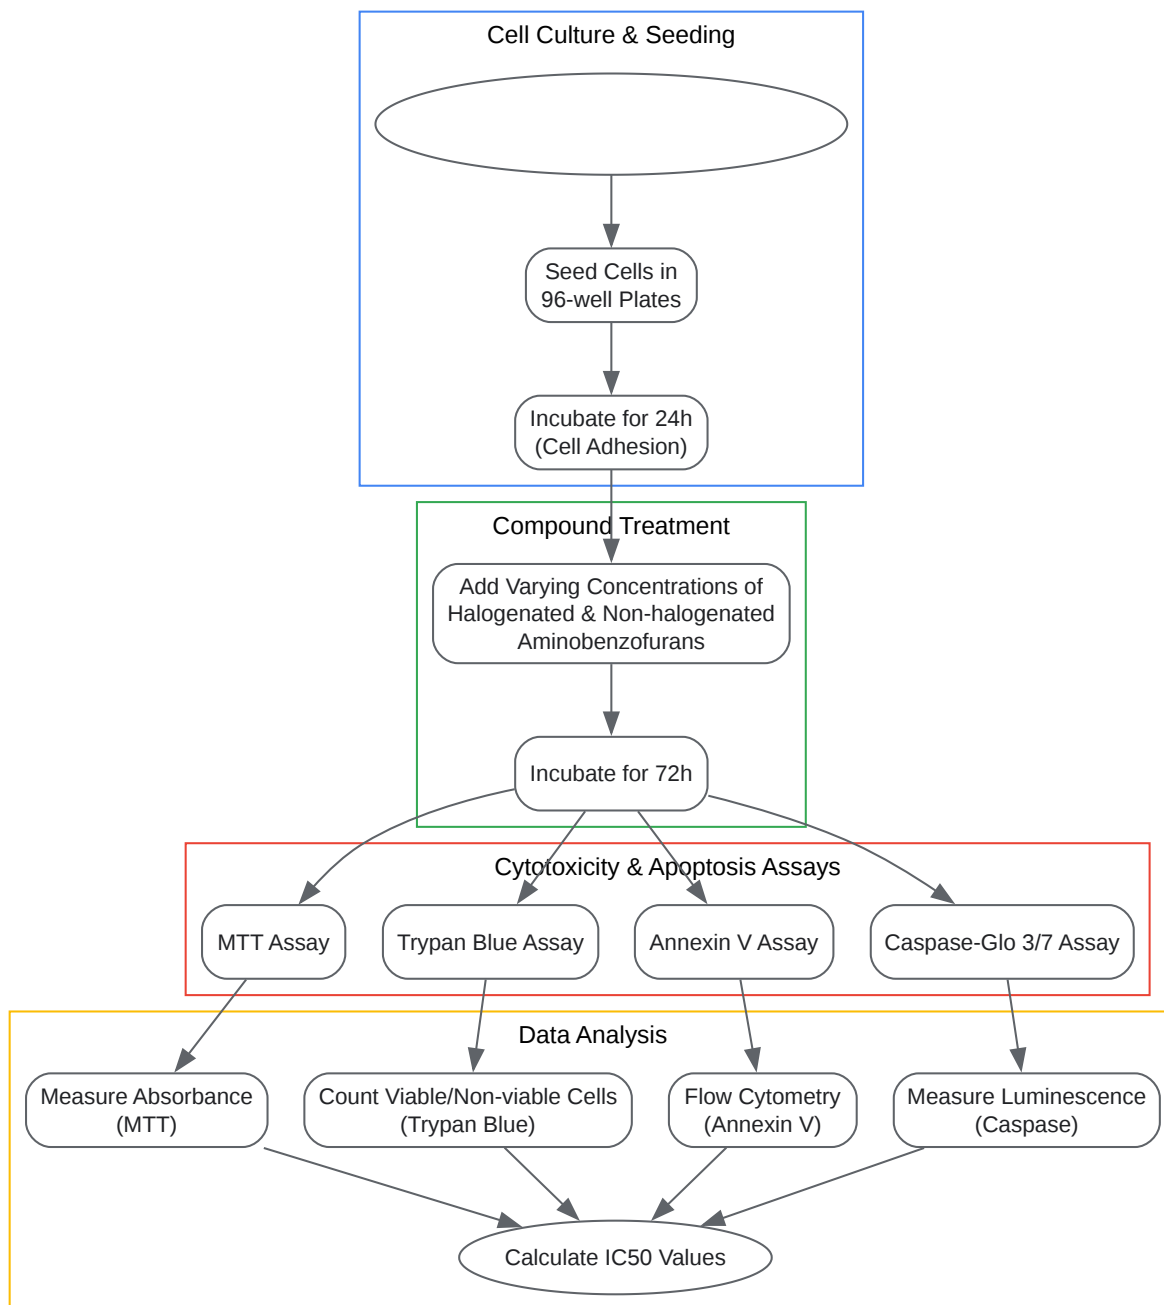 Cell Culture & Seeding
Seed Cells in
96-well Plates
Incubate for 24h
(Cell Adhesion)
Compound Treatment
Add Varying Concentrations of
Halogenated & Non-halogenated
Aminobenzofurans
Incubate for 72h
Cytotoxicity & Apoptosis Assays
MTT Assay
Trypan Blue Assay
Annexin V Assay
Caspase-Glo 3/7 Assay
Data Analysis
Measure Absorbance
(MTT)
Count Viable/Non-viable Cells
(Trypan Blue)
Flow Cytometry
(Annexin V)
Measure Luminescence
(Caspase)
Calculate IC50 Values